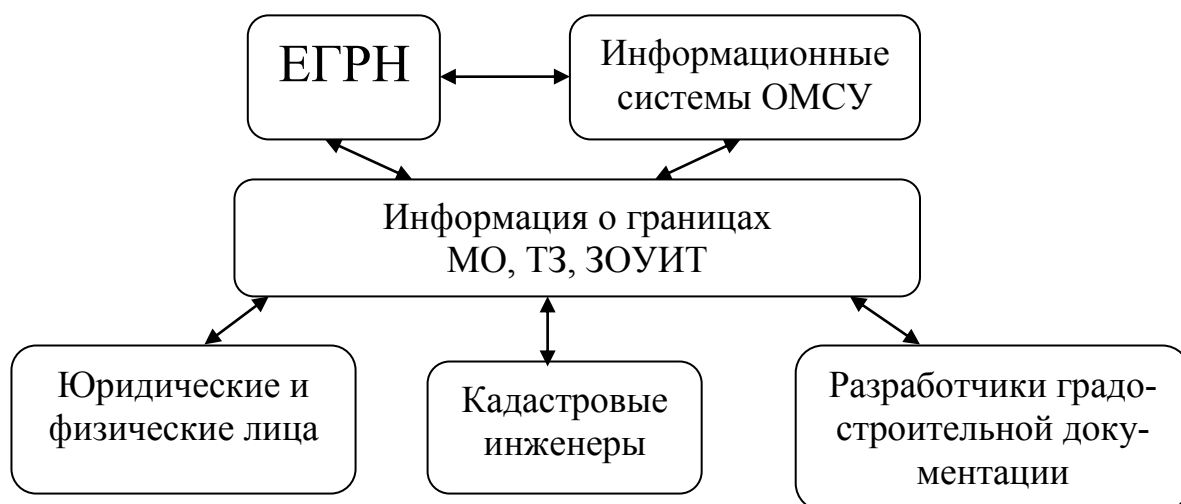 ЕГРН
Информационные
системы ОМСУ
Информация о границах
МО, ТЗ, ЗОУИТ
Юридические и
физические лица
Кадастровые
инженеры
Разработчики градо-
строительной доку-
ментации